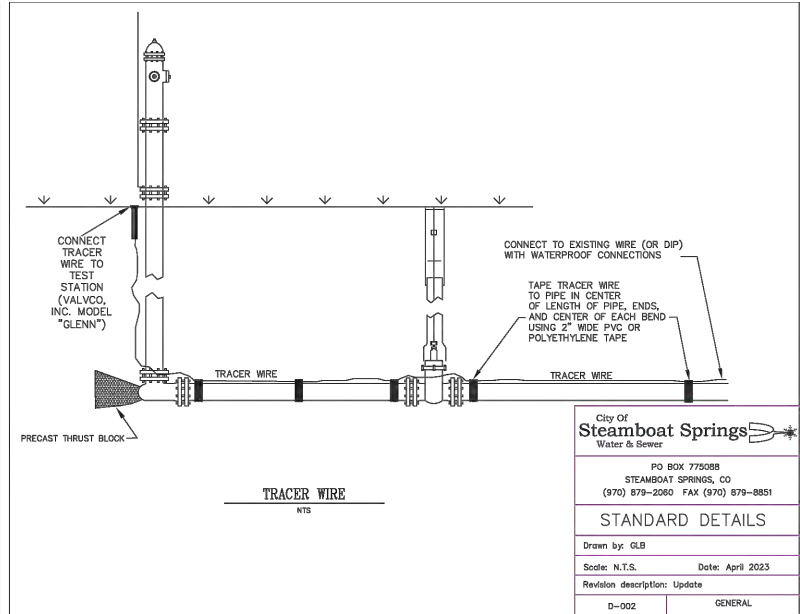 CONNECT
TRACER
WIRE TO
TEST
STATION
(VALVCO,
INC. MODEL
"GLENN")
CONNECT TO EXISTING WIRE (OR DIP)
WITH WATERPROOF CONNECTIONS
TAPE TRACER WIRE
TO PIPE IN CENTER
OF LENGTH OF PIPE, ENDS,
AND CENTER OF EACH BEND
USING 2" WIDE PVC OR
POLYETHYLENE TAPE
TRACER WIRE
TRACER WIRE
PRECAST THRUST BLOCK
TRACER WIRE
NTS
City Of
Steamboat Springs
Water & Sewer
PO BOX 775088
STEAMBOAT SPRINGS, CO
(970) 879-2060 FAX (970) 879-8851
STANDARD DETAILS
Drawn by: GLB
Scale: N.T.S. Date: April 2023
Revision description: Update
D-002 GENERAL